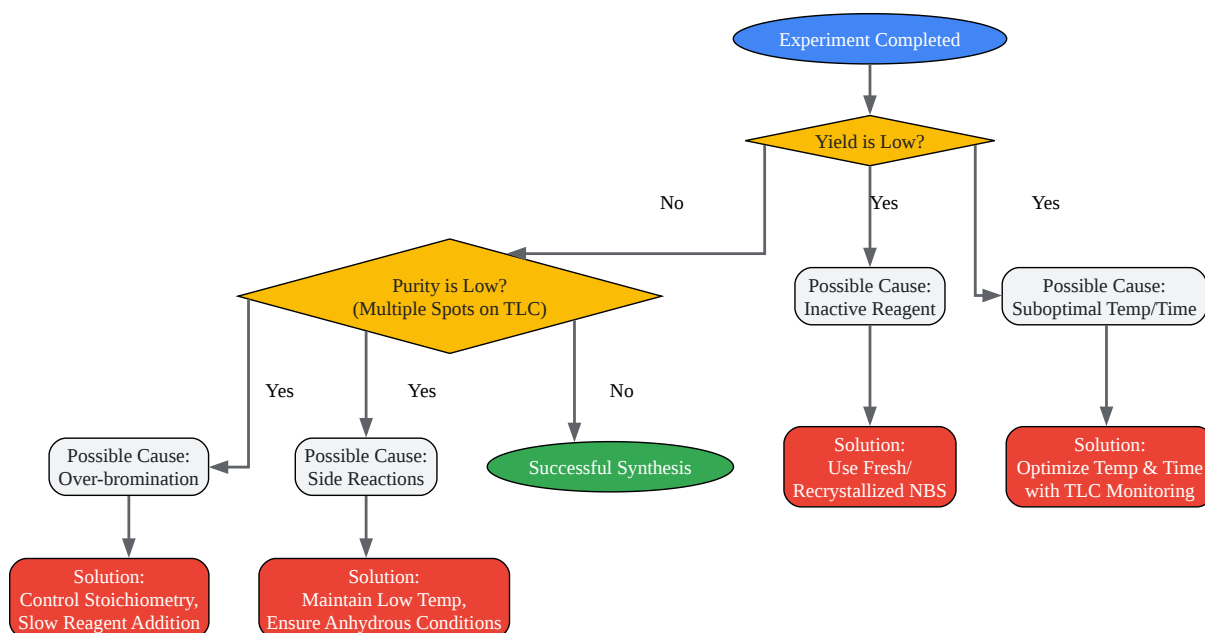 Experiment Completed
Yield is Low?
No
Yes
Yes
Purity is Low?
(Multiple Spots on TLC)
Possible Cause:
Inactive Reagent
Possible Cause:
Suboptimal Temp/Time
Yes
Yes
No
Possible Cause:
Over-bromination
Possible Cause:
Side Reactions
Successful Synthesis
Solution:
Use Fresh/
Recrystallized NBS
Solution:
Optimize Temp & Time
with TLC Monitoring
Solution:
Control Stoichiometry,
Slow Reagent Addition
Solution:
Maintain Low Temp,
Ensure Anhydrous Conditions